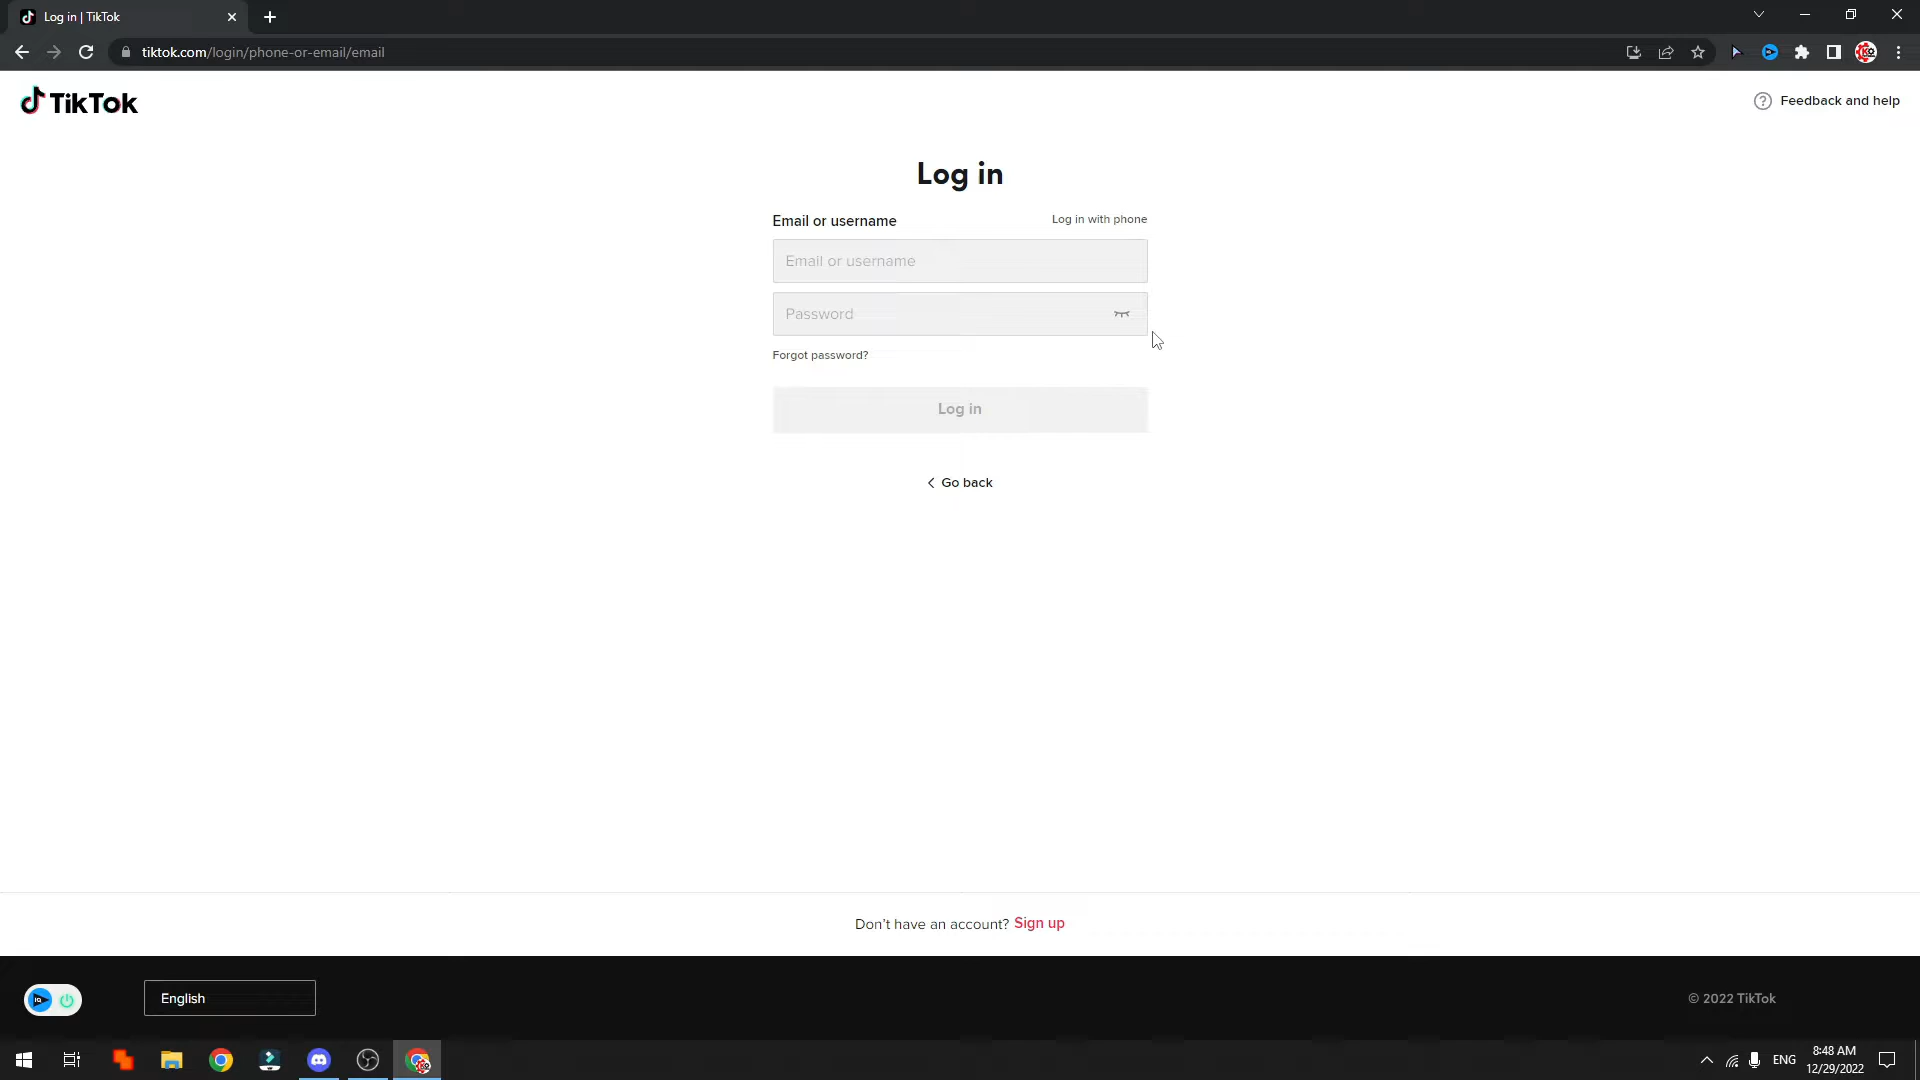 Log in | TikTok
tiktok.com/login/phone-or-email/email
TikTok
Feedback and help
Log in
Email or username
Log in with phone
Email or username
Password
Forgot password?
Log in
Go back
Don't have an account? Sign up
English
© 2022 TikTok
ENG
8:48 AM
12/29/2022